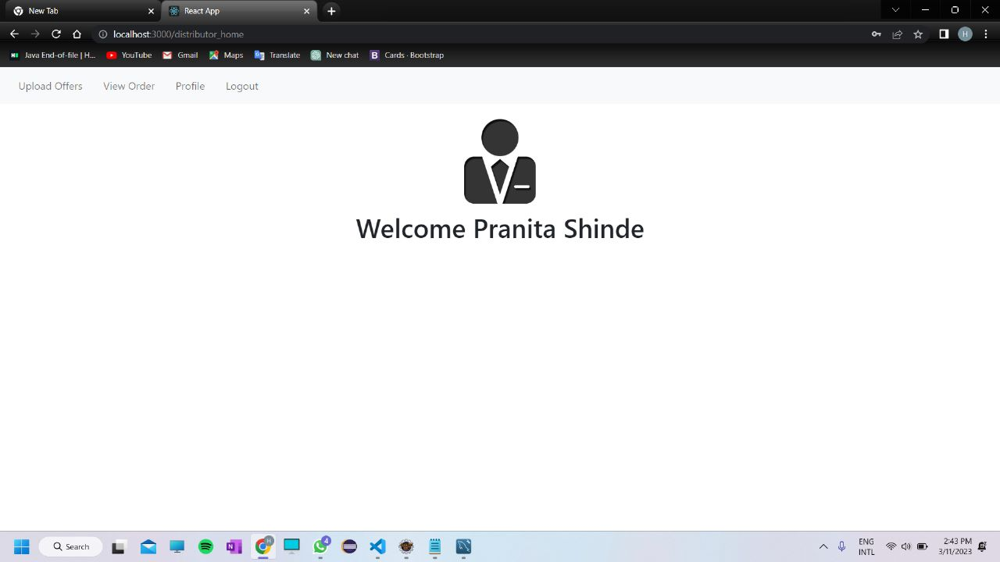 New Tab
React App
localhost:3000/distributor_home
H
Java End-of-file | H...
YouTube
Gmail
Maps
Translate
New chat
B
Cards · Bootstrap
Upload Offers
View Order
Profile
Logout
Welcome Pranita Shinde
Search
N
H
4
ENG
INTL
2:43 PM
3/11/2023